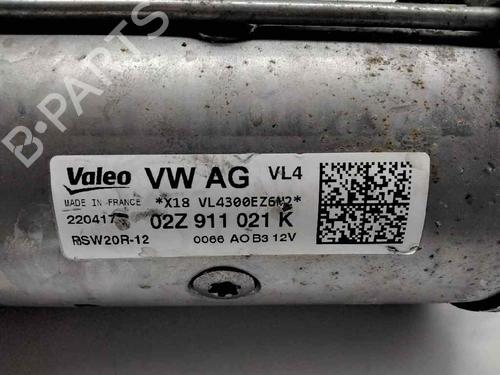 B-PARTS
Valeo VW AG VL4
MADE IN FRANCE *X18 VL4300EZ6N2*
220417 02Z 911 021 K
RSW20R-12 0066 AO B3 12V